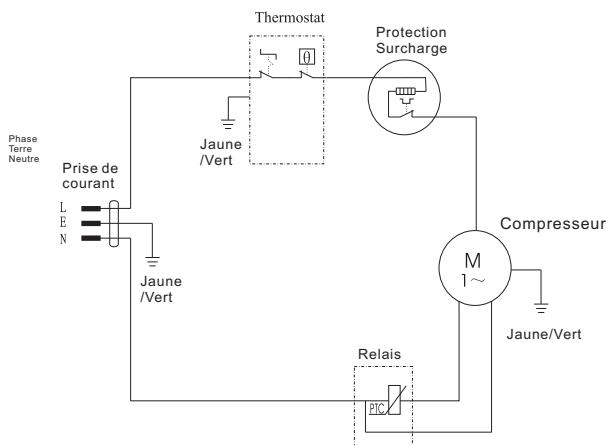 Thermostat
Protection
Surcharge
θ
Jaune
/Vert
Phase
Terre
Neutre
Prise de
courant
L
E
N
Compresseur
M
1～
Jaune
/Vert
Jaune/Vert
Relais
PTC